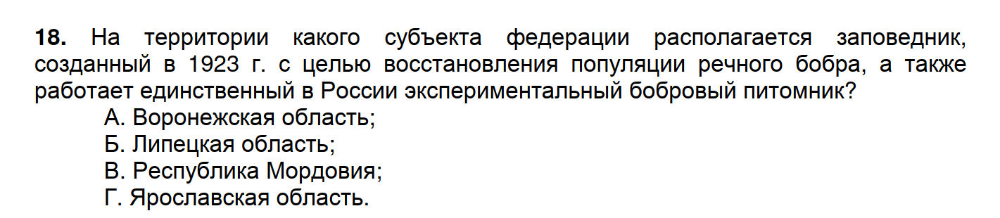 18. На территории какого субъекта федерации располагается заповедник,
созданный в 1923 г. с целью восстановления популяции речного бобра, а также
работает единственный в России экспериментальный бобровый питомник?
А. Воронежская область;
Б. Липецкая область;
В. Республика Мордовия;
Г. Ярославская область.